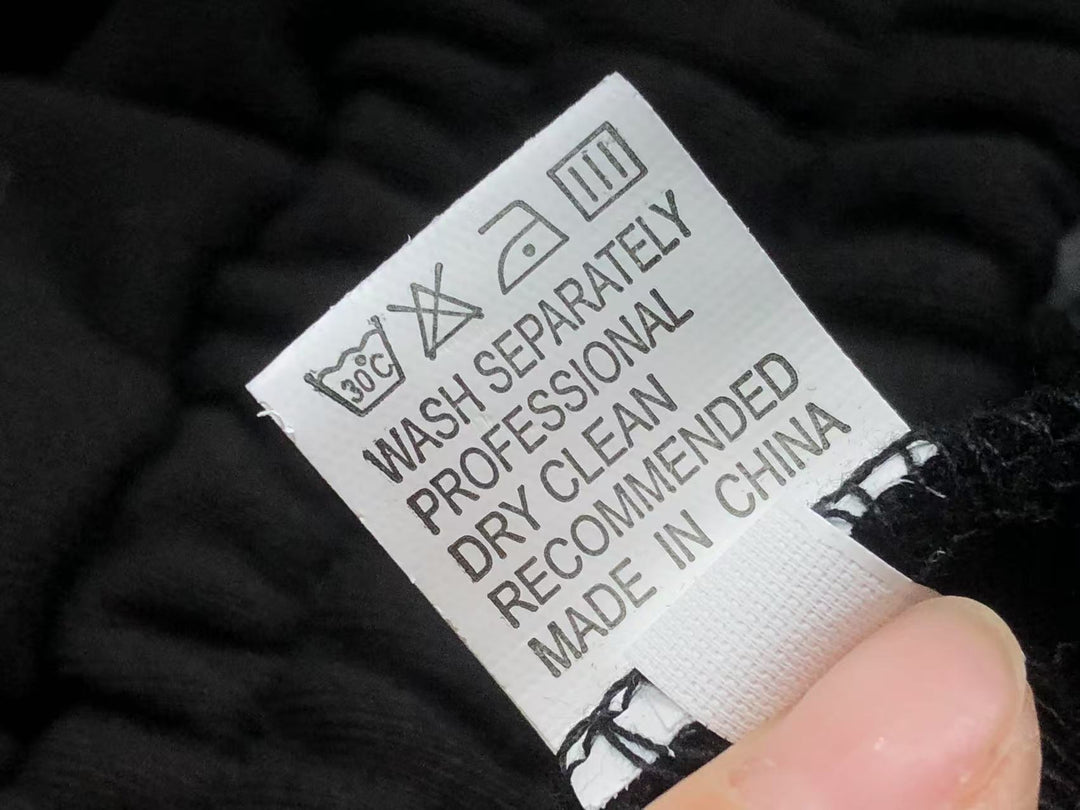 30°C
WASH SEPARATELY
PROFESSIONAL
DRY CLEAN
RECOMMENDED
MADE IN CHINA